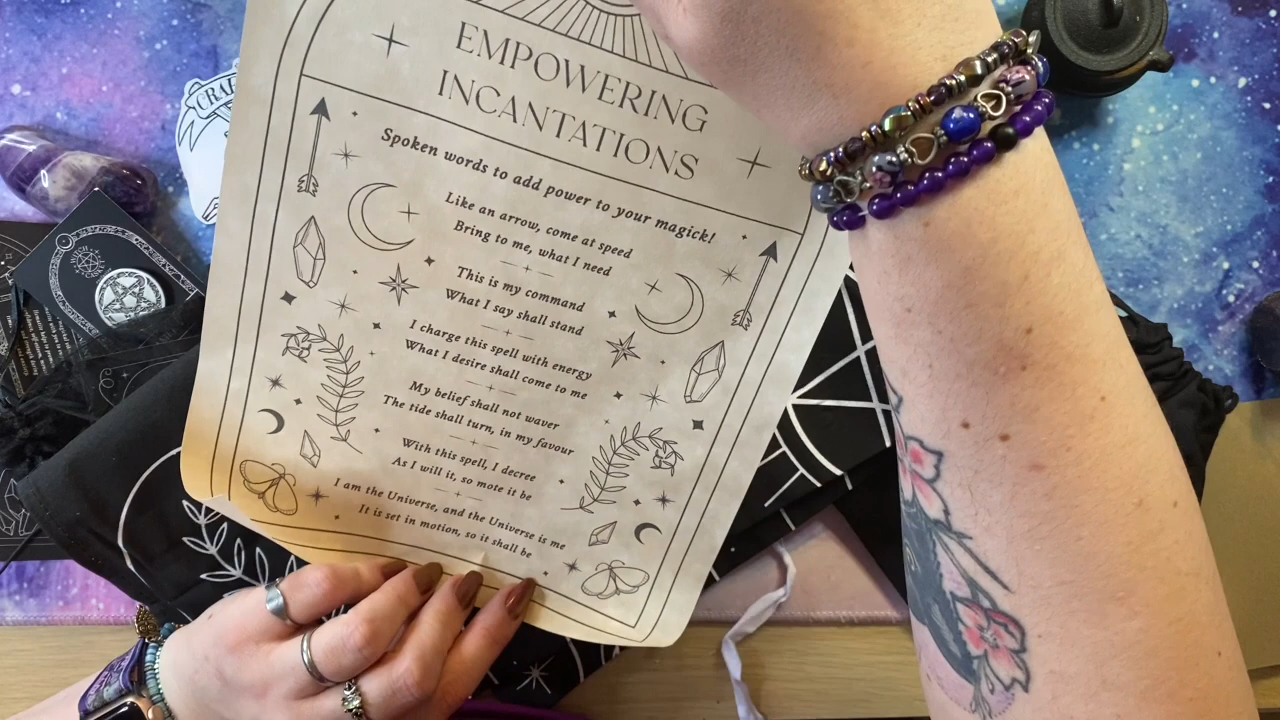 EMPOWERING
INCANTATIONS
Spoken words to add power to your magick!
Like an arrow, come at speed
Bring to me, what I need
This is my command
What I say shall stand
I charge this spell with energy
What I desire shall come to me
My belief shall not waver
The tide shall turn, in my favour
With this spell, I decree
As I will it, so mote it be
I am the Universe, and the Universe is me
It is set in motion, so it shall be